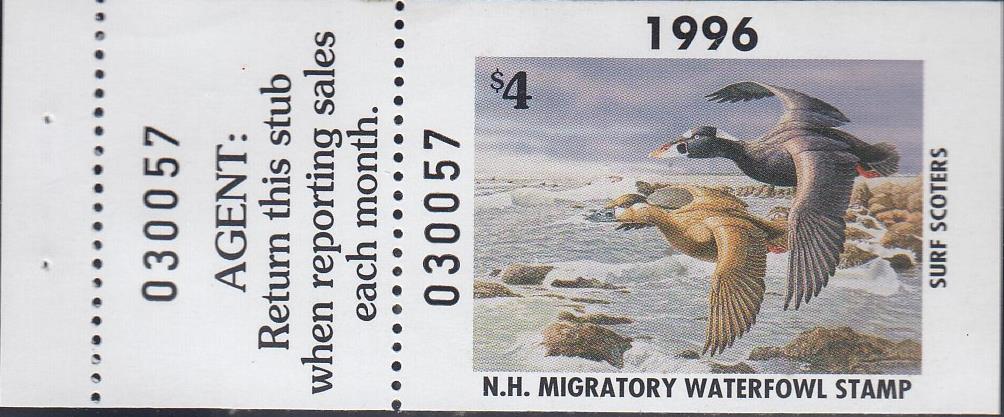 030057
AGENT:
Return this stub
when reporting sales
each month.
030057
1996
$4
SURF SCOTERS
N.H. MIGRATORY WATERFOWL STAMP